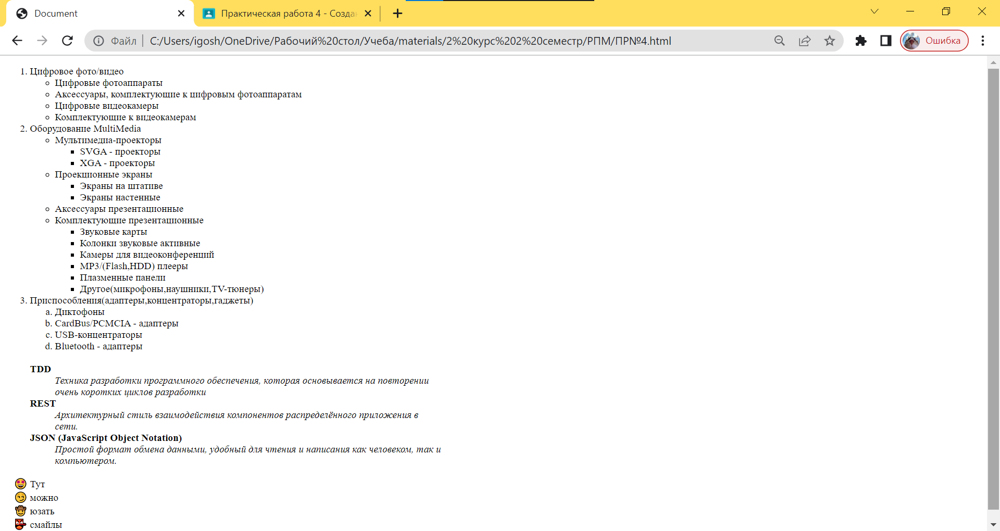 Document
Практическая работа 4 - Созда
Файл
C:/Users/igosh/OneDrive/Рабочий%20стол/Учеба/materials/2%20курс%202%20семестр/РПМ/ПР№4.html
Ошибка
1. Цифровое фото/видео
Цифровые фотоаппараты
Аксессуары, комплектующие к цифровым фотоаппаратам
Цифровые видеокамеры
Комплектующие к видеокамерам
2. Оборудование MultiMedia
Мультимедиа-проекторы
SVGA - проекторы
XGA - проекторы
Проекционные экраны
Экраны на штативе
Экраны настенные
Аксессуары презентационные
Комплектующие презентационные
Звуковые карты
Колонки звуковые активные
Камеры для видеоконференций
MP3/(Flash,HDD) плееры
Плазменные панели
Другое(микрофоны,наушники,TV-тюнеры)
3. Приспособления(адаптеры,концентраторы,гаджеты)
a. Диктофоны
b. CardBus/PCMCIA - адаптеры
c. USB-концентраторы
d. Bluetooth - адаптеры
TDD
Техника разработки программного обеспечения, которая основывается на повторении
очень коротких циклов разработки
REST
Архитектурный стиль взаимодействия компонентов распределённого приложения в
сети.
JSON (JavaScript Object Notation)
Простой формат обмена данными, удобный для чтения и написания как человеком, так и
компьютером.
Тут
можно
юзать
смайлы